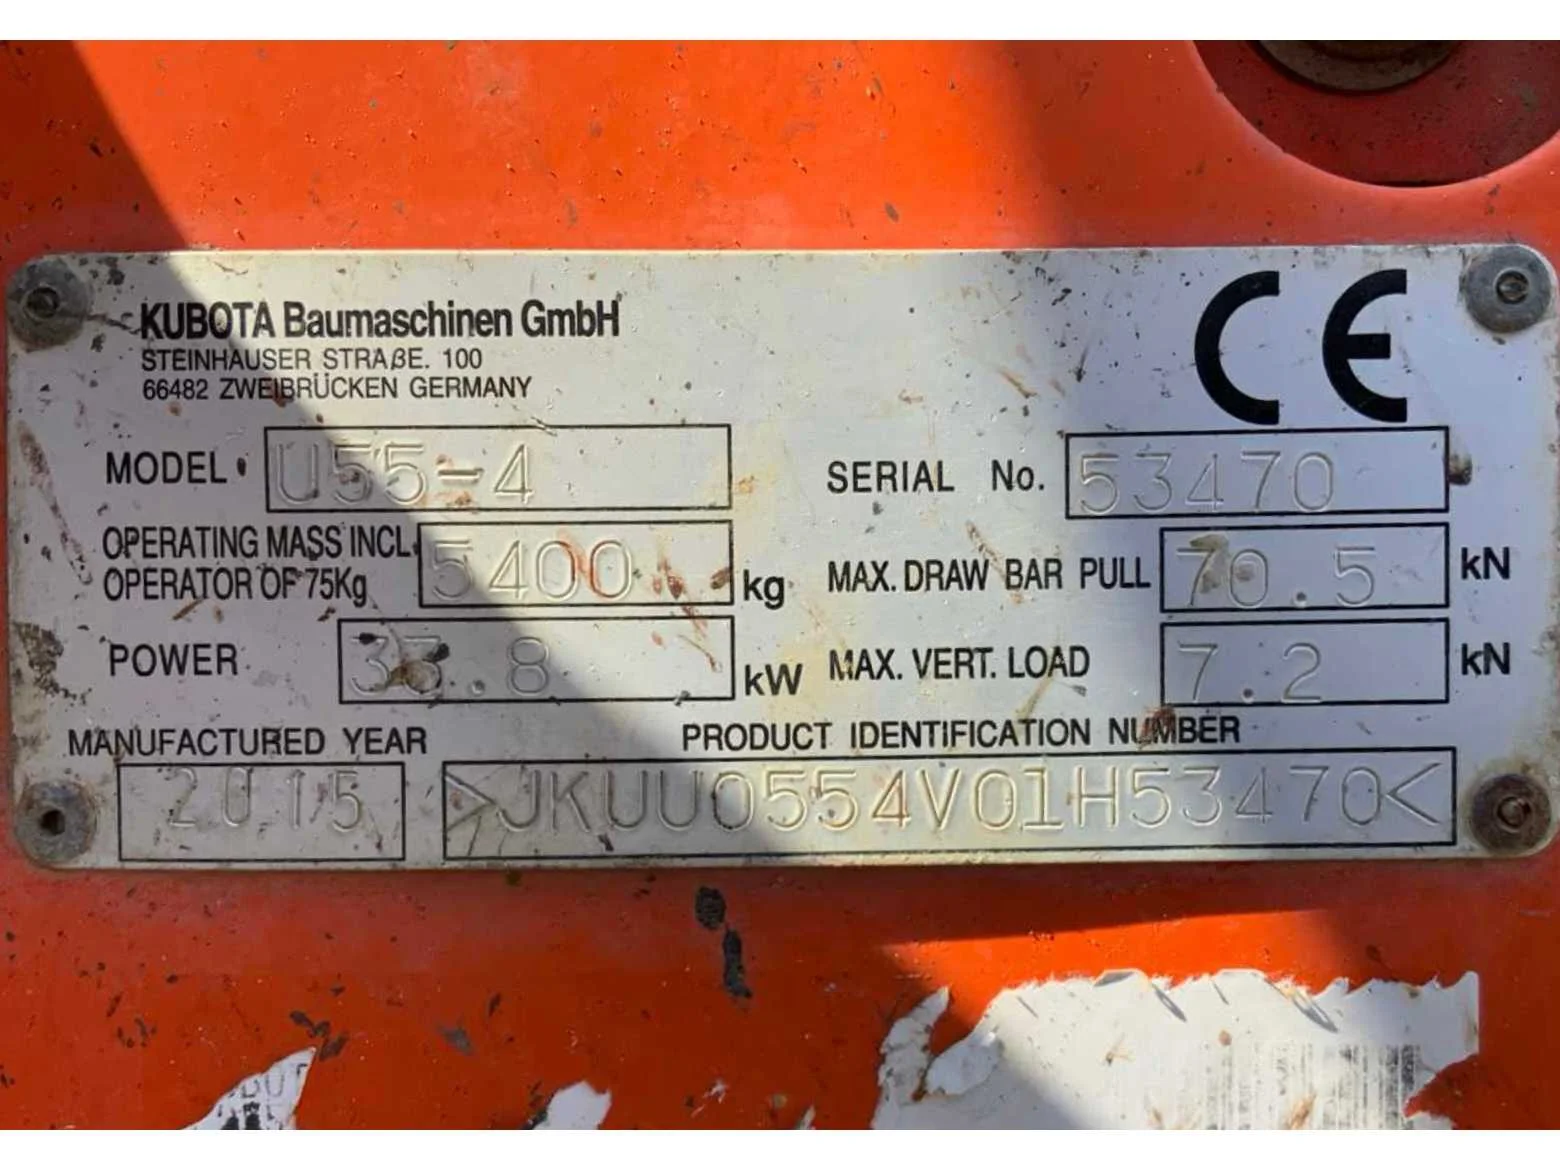 KUBOTA Baumaschinen GmbH
STEINHAUSER STRAßE. 100
66482 ZWEIBRÜCKEN GERMANY
CE
MODEL U55-4
SERIAL No. 53470
OPERATING MASS INCL.
OPERATOR OF 75Kg 5400 kg
MAX. DRAW BAR PULL 70.5 kN
POWER 33.8 kW
MAX. VERT. LOAD 7.2 kN
MANUFACTURED YEAR
2015
PRODUCT IDENTIFICATION NUMBER
>JKUU0554V01H53470<